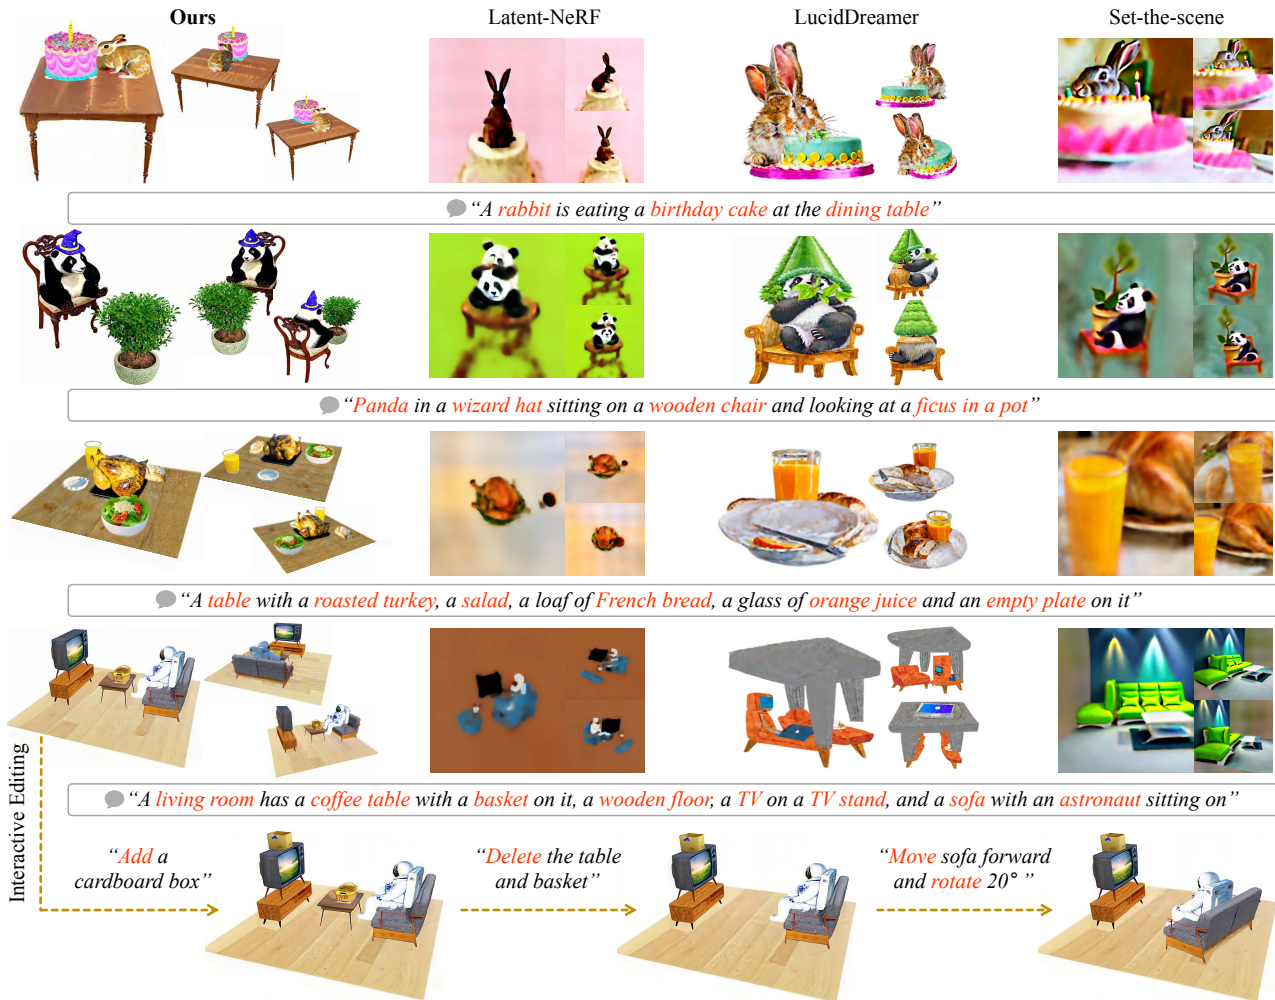 Ours
Latent-NeRF
LucidDreamer
Set-the-scene
“A rabbit is eating a birthday cake at the dining table”
“Panda in a wizard hat sitting on a wooden chair and looking at a ficus in a pot”
“A table with a roasted turkey, a salad, a loaf of French bread, a glass of orange juice and an empty plate on it”
“A living room has a coffee table with a basket on it, a wooden floor, a TV on a TV stand, and a sofa with an astronaut sitting on”
Interactive Editing
“Add a
cardboard box”
“Delete the table
and basket”
“Move sofa forward
and rotate 20° ”